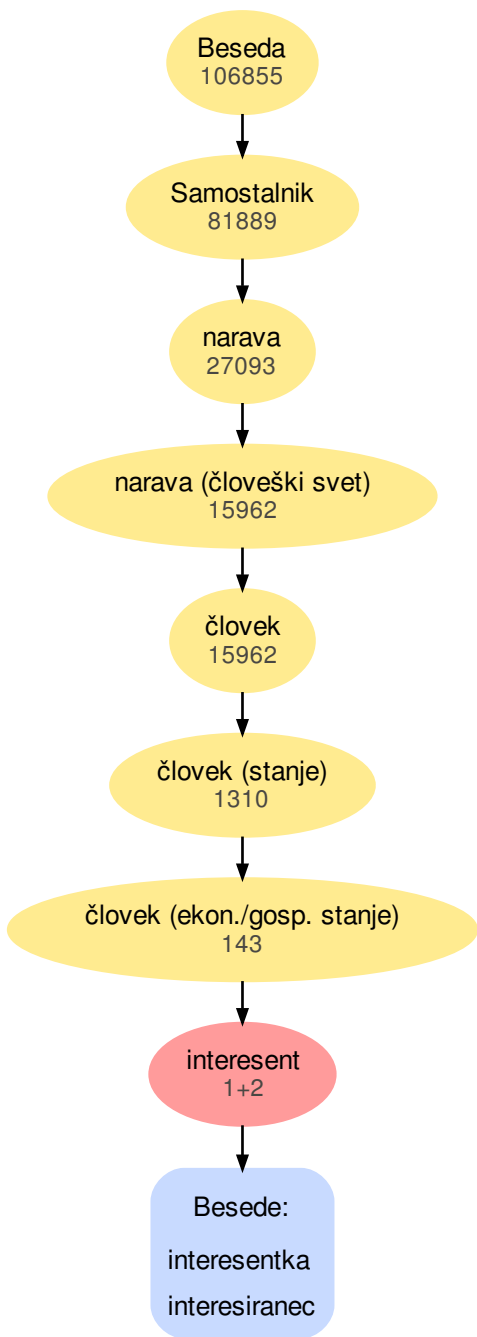 Beseda
106855
Samostalnik
81889
narava
27093
narava (človeški svet)
15962
človek
15962
človek (stanje)
1310
človek (ekon./gosp. stanje)
143
interesent
1+2
Besede:
interesentka
interesiranec